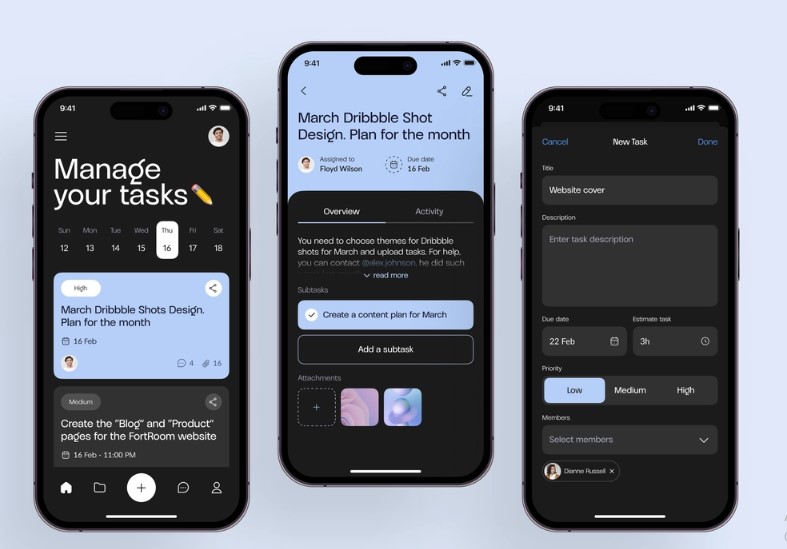 9:41
Manage
your tasks✏️
Sun Mon Tue Wed Thu Fri Sat
12 13 14 15 16 17 18
High
March Dribbble Shots Design.
Plan for the month
16 Feb
4 16
Medium
Create the “Blog” and “Product”
pages for the FortRoom website
16 Feb - 11:00 PM
9:41
March Dribbble Shot
Design. Plan for the month
Assigned to
Floyd Wilson
Due date
16 Feb
Overview Activity
You need to choose themes for Dribbble
shots for March and upload tasks. For help,
you can contact @alex.johnson, he did such
read more
Subtasks
Create a content plan for March
Add a subtask
Attachments
9:41
Cancel New Task Done
Title
Website cover
Description
Enter task description
Due date Estimate task
22 Feb 3h
Priority
Low Medium High
Members
Select members
Dianne Russell ×